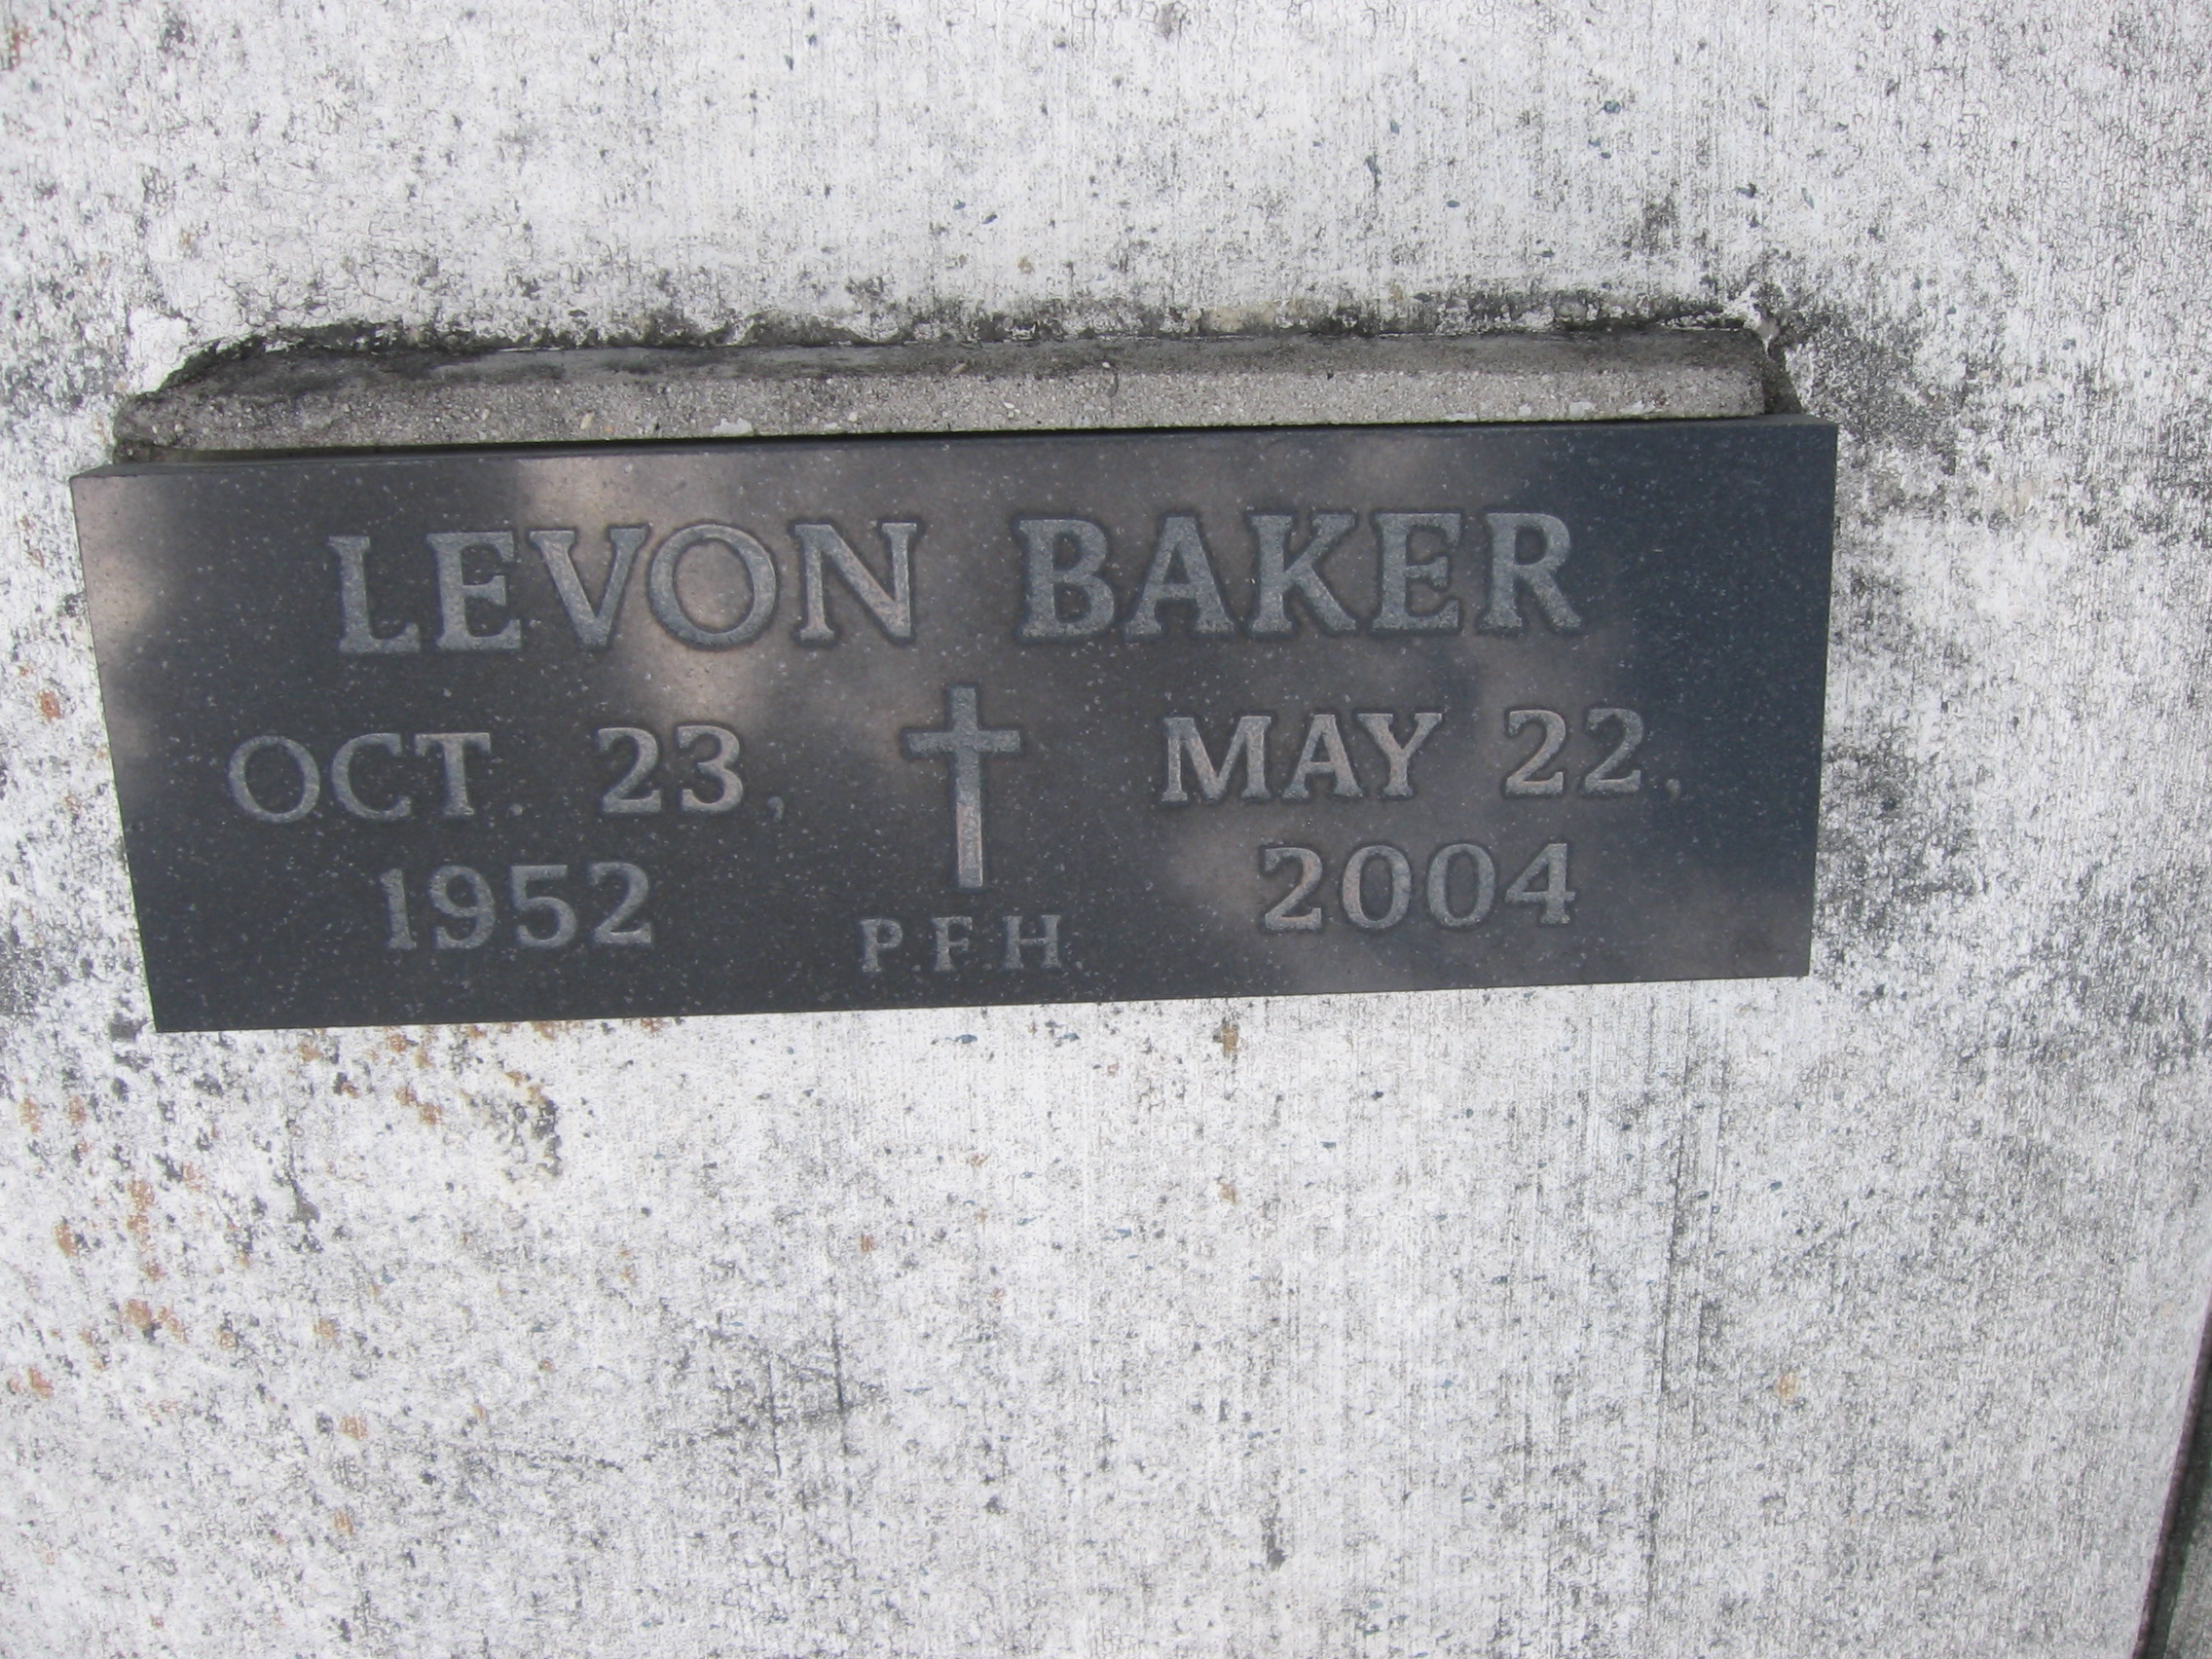 LEVON BAKER
OCT. 23, MAY 22,
1952 2004
P.F.H.